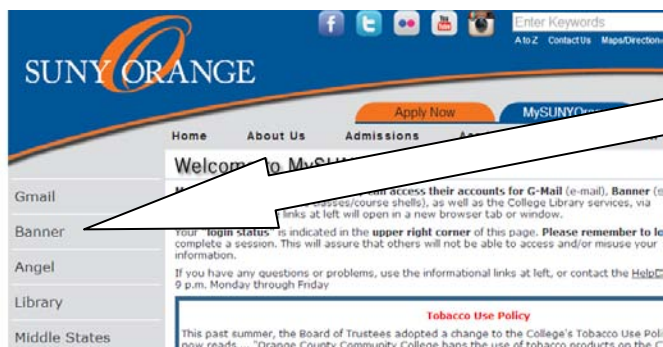 Enter Keywords
A to Z Contact Us Maps/Direction
SUNY ORANGE
Apply Now MySUNYOra
Home About Us Admissions
Welcome to MySUN
can access their accounts for G-Mail (e-mail), Banner (s
Gmail
classes/course shells), as well as the College Library services, via
links at left will open in a new browser tab or window.
Banner
Your "login status" is indicated in the upper right corner of this page. Please remember to lo
complete a session. This will assure that others will not be able to access and/or misuse your
information.
Angel
If you have any questions or problems, use the informational links at left, or contact the HelpD
9 p.m. Monday through Friday
Library
Tobacco Use Policy
Middle States
This past summer, the Board of Trustees adopted a change to the College's Tobacco Use Poli
now reads ... "Orange County Community College bans the use of tobacco products on the C